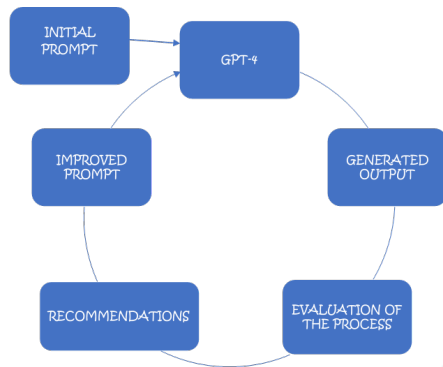 INITIAL
PROMPT
GPT-4
IMPROVED
PROMPT
GENERATED
OUTPUT
RECOMMENDATIONS
EVALUATION OF
THE PROCESS